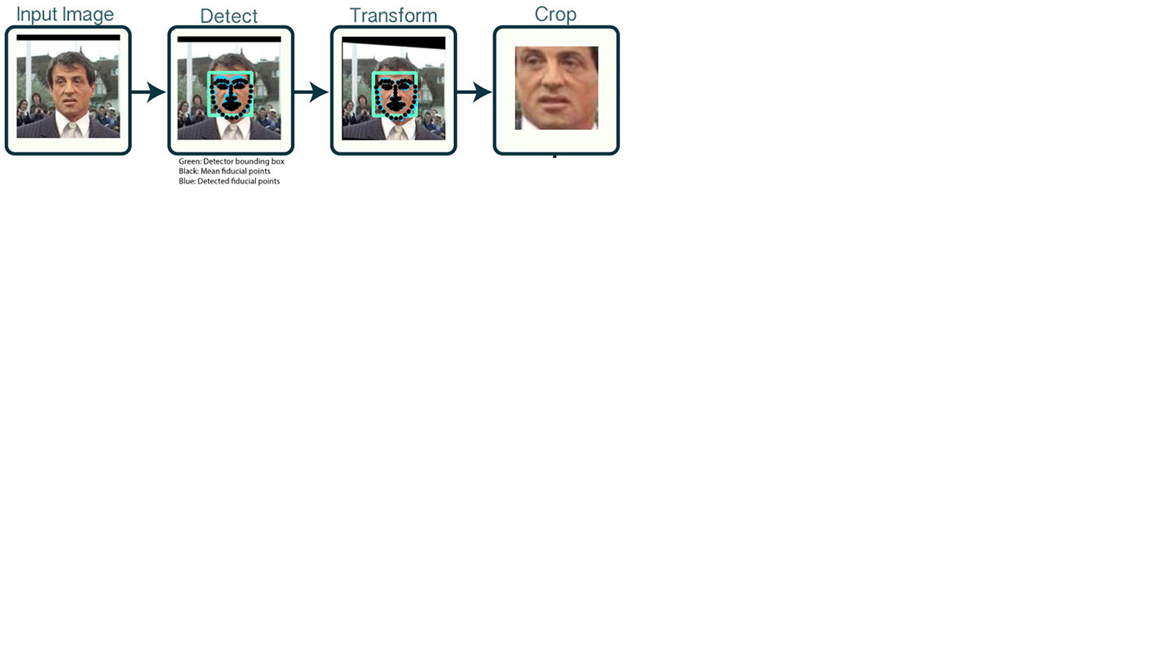 Input Image
Detect
Transform
Crop
Green: Detector bounding box
Black: Mean fiducial points
Blue: Detected fiducial points